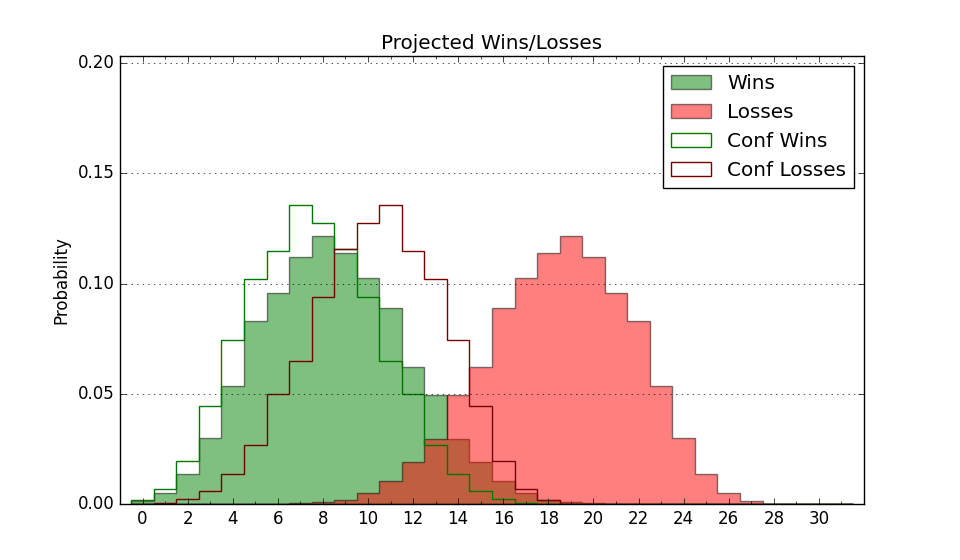 Projected Wins/Losses
0.20
0.15
0.10
0.05
0.00
Probability
Wins
Losses
Conf Wins
Conf Losses
0 2 4 6 8 10 12 14 16 18 20 22 24 26 28 30